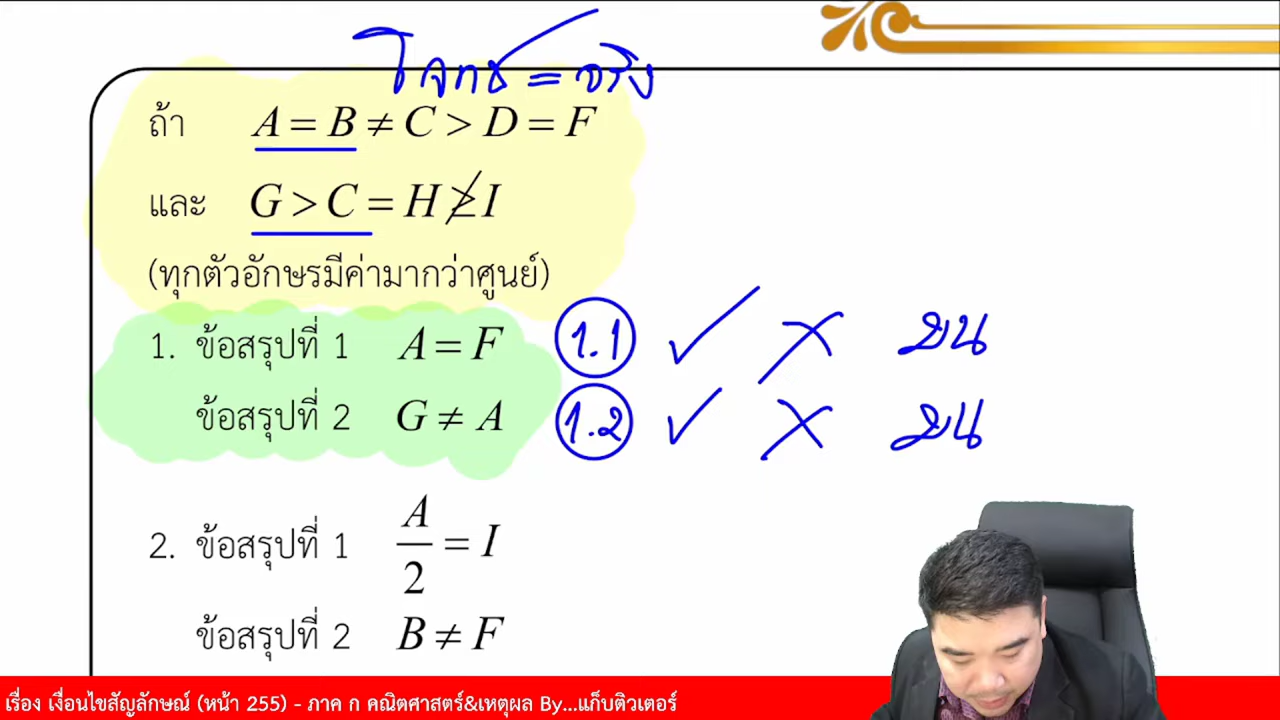 โจทย์ = จริง
ถ้า A = B ≠ C > D = F
และ G > C = H ≱ I
(ทุกตัวอักษรมีค่ามากว่าศูนย์)
1. ข้อสรุปที่ 1 A = F 1.1 ✓ × มน
ข้อสรุปที่ 2 G ≠ A 1.2 ✓ × มน
2. ข้อสรุปที่ 1 A/2 = I
ข้อสรุปที่ 2 B ≠ F
เรื่อง เงื่อนไขสัญลักษณ์ (หน้า 255) - ภาค ก คณิตศาสตร์&เหตุผล By...แก็บติวเตอร์